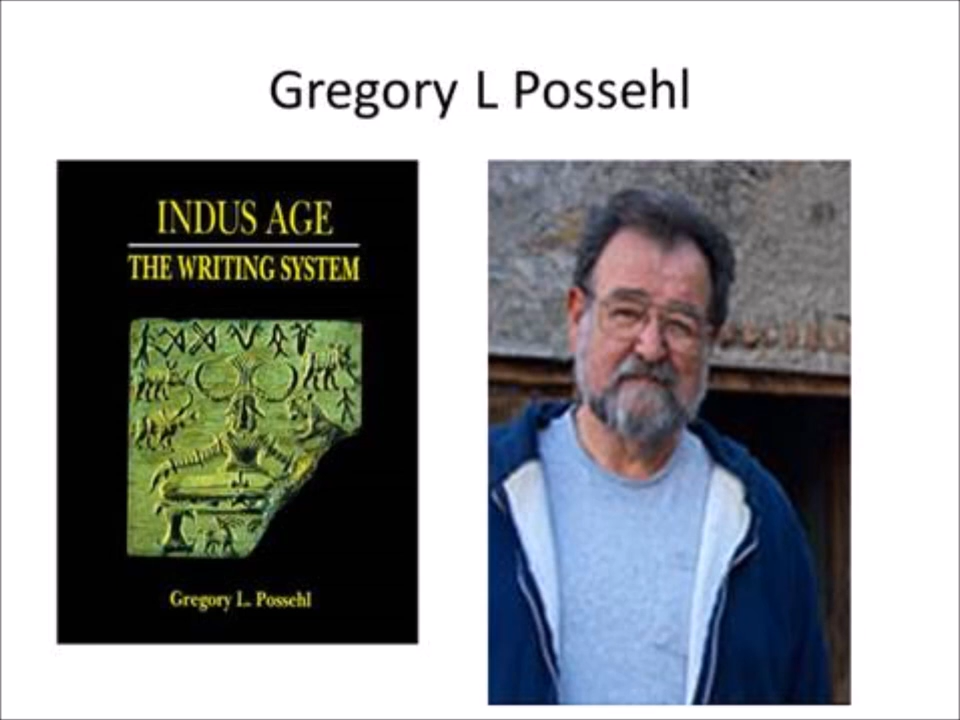 Gregory L Possehl
INDUS AGE
THE WRITING SYSTEM
Gregory L. Possehl